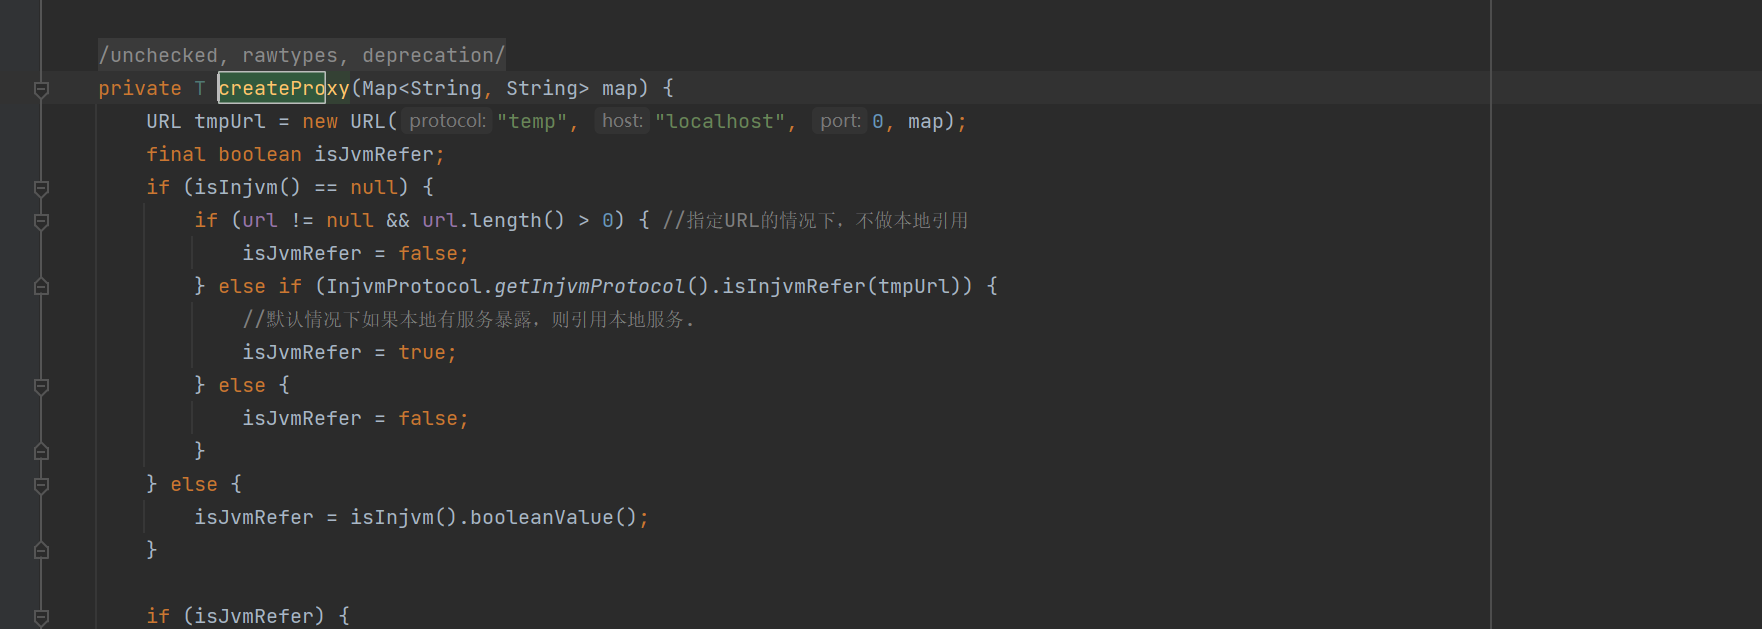 /unchecked, rawtypes, deprecation/
private T createProxy(Map<String, String> map) {
URL tmpUrl = new URL( protocol: "temp", host: "localhost", port: 0, map);
final boolean isJvmRefer;
if (isInjvm() == null) {
if (url != null && url.length() > 0) { //指定URL的情况下，不做本地引用
isJvmRefer = false;
} else if (InjvmProtocol.getInjvmProtocol().isInjvmRefer(tmpUrl)) {
//默认情况下如果本地有服务暴露，则引用本地服务.
isJvmRefer = true;
} else {
isJvmRefer = false;
}
} else {
isJvmRefer = isInjvm().booleanValue();
}
if (isJvmRefer) {